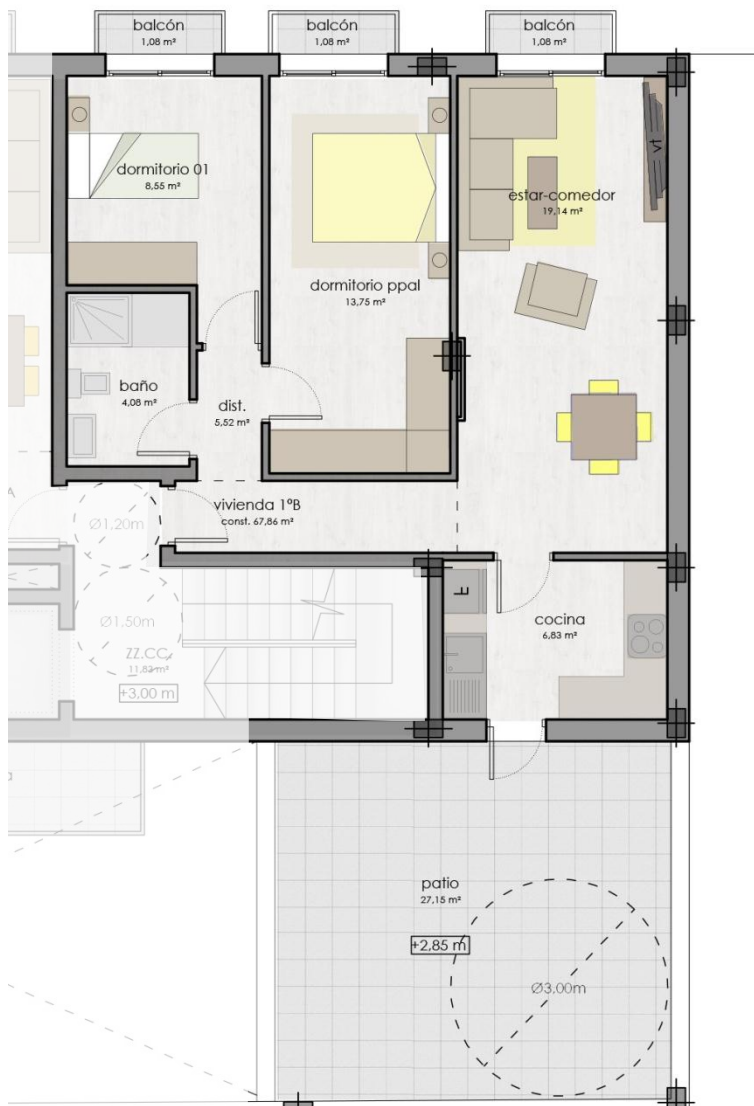 balcón
1,08 m²
balcón
1,08 m²
balcón
1,08 m²
dormitorio 01
8,55 m²
vt
estar-comedor
19,14 m²
dormitorio ppal
13,75 m²
baño
4,08 m²
dist.
5,52 m²
vivienda 1ºB
const. 67,86 m²
Ø1,20m
F
cocina
6,83 m²
Ø1,50m
ZZ.CC.
11,83 m²
+3,00 m
patio
27,15 m²
+2,85 m
Ø3,00m